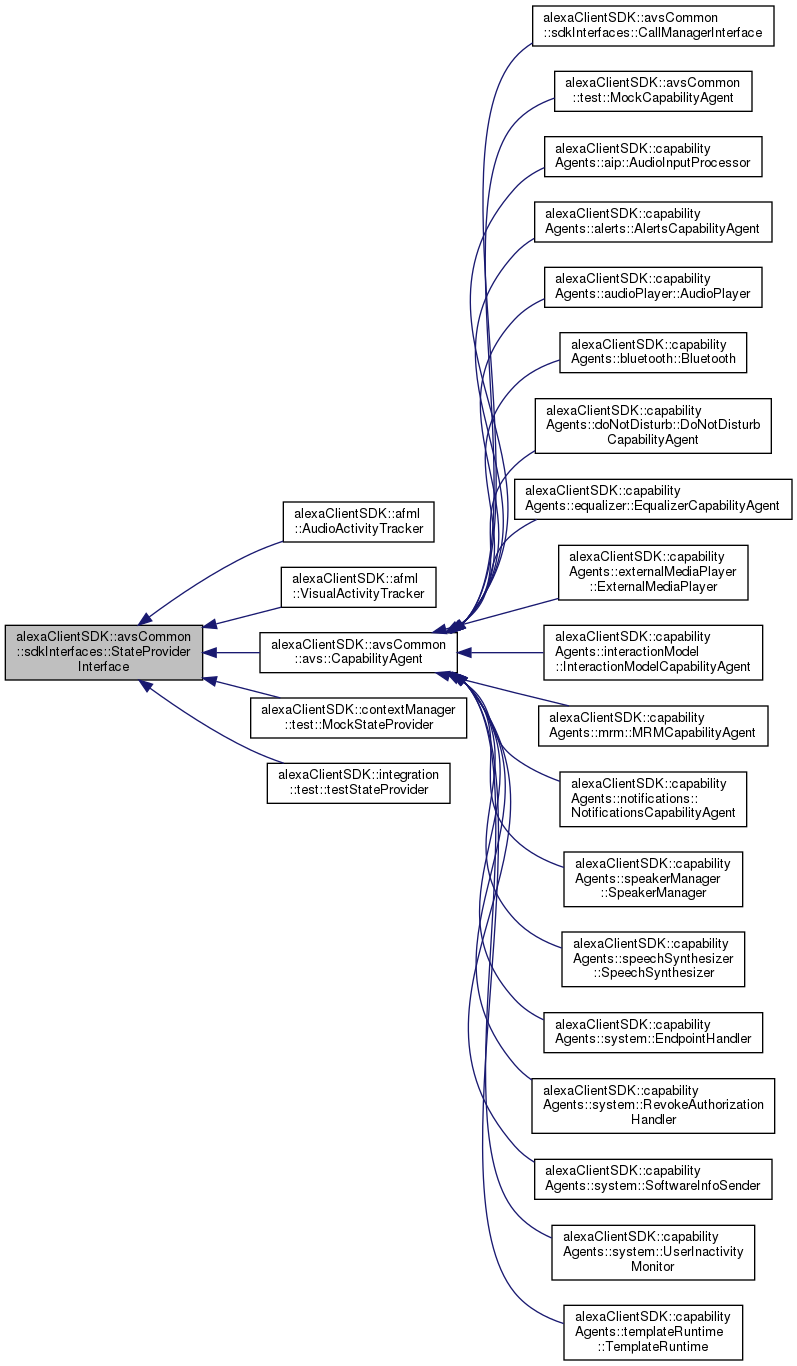 alexaClientSDK::avsCommon
::sdkInterfaces::StateProvider
Interface
alexaClientSDK::afml
::AudioActivityTracker
alexaClientSDK::afml
::VisualActivityTracker
alexaClientSDK::avsCommon
::avs::CapabilityAgent
alexaClientSDK::contextManager
::test::MockStateProvider
alexaClientSDK::integration
::test::testStateProvider
alexaClientSDK::avsCommon
::sdkInterfaces::CallManagerInterface
alexaClientSDK::avsCommon
::test::MockCapabilityAgent
alexaClientSDK::capability
Agents::aip::AudioInputProcessor
alexaClientSDK::capability
Agents::alerts::AlertsCapabilityAgent
alexaClientSDK::capability
Agents::audioPlayer::AudioPlayer
alexaClientSDK::capability
Agents::bluetooth::Bluetooth
alexaClientSDK::capability
Agents::doNotDisturb::DoNotDisturb
CapabilityAgent
alexaClientSDK::capability
Agents::equalizer::EqualizerCapabilityAgent
alexaClientSDK::capability
Agents::externalMediaPlayer
::ExternalMediaPlayer
alexaClientSDK::capability
Agents::interactionModel
::InteractionModelCapabilityAgent
alexaClientSDK::capability
Agents::mrm::MRMCapabilityAgent
alexaClientSDK::capability
Agents::notifications::
NotificationsCapabilityAgent
alexaClientSDK::capability
Agents::speakerManager
::SpeakerManager
alexaClientSDK::capability
Agents::speechSynthesizer
::SpeechSynthesizer
alexaClientSDK::capability
Agents::system::EndpointHandler
alexaClientSDK::capability
Agents::system::RevokeAuthorization
Handler
alexaClientSDK::capability
Agents::system::SoftwareInfoSender
alexaClientSDK::capability
Agents::system::UserInactivity
Monitor
alexaClientSDK::capability
Agents::templateRuntime
::TemplateRuntime